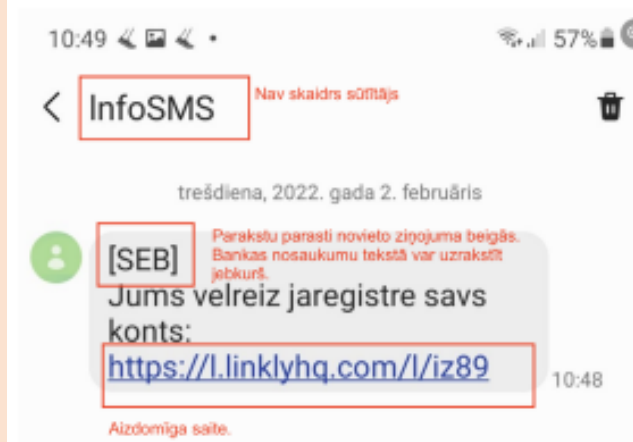 10:49
57%
InfoSMS
Nav skaidrs sūtītājs
trešdiena, 2022. gada 2. februāris
[SEB]
Parakstu parasti novieto ziņojuma beigās.
Bankas nosaukumu tekstā var uzrakstīt
jebkurš.
Jums velreiz jaregistre savs
konts:
https://l.linklyhq.com/l/iz89
10:48
Aizdomīga saite.